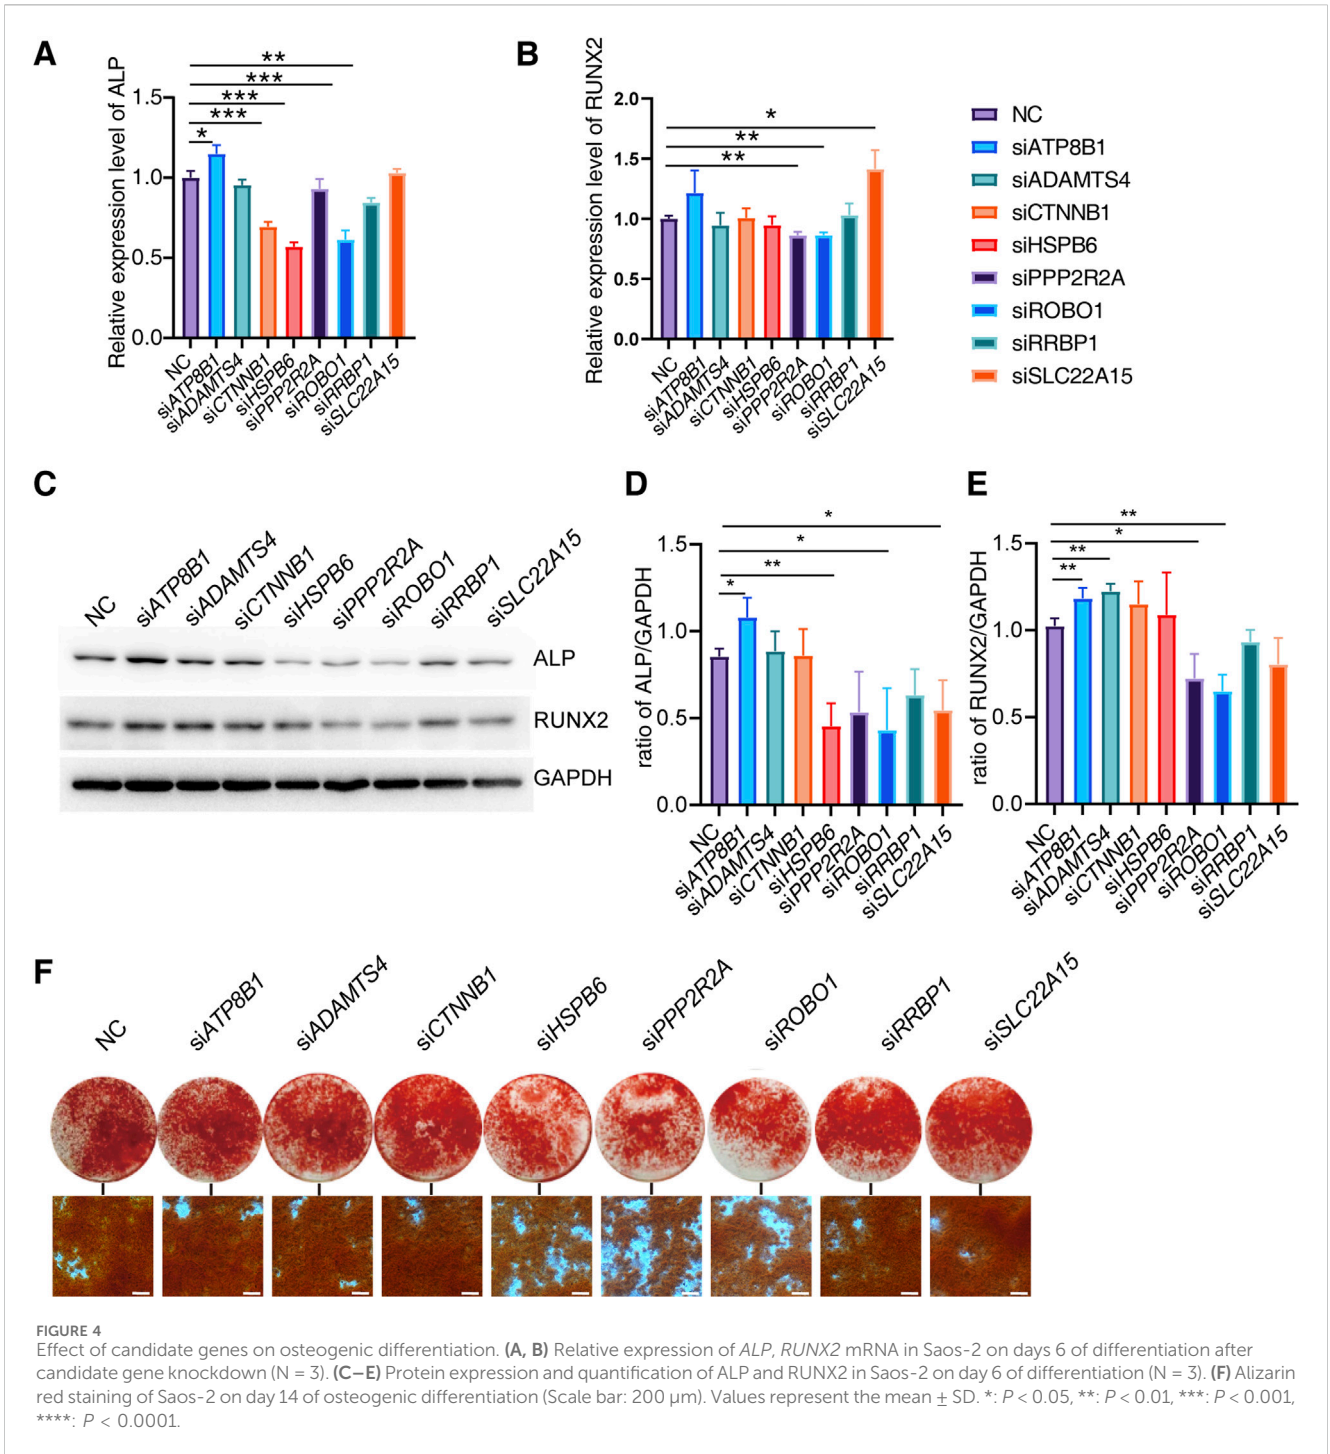 A
Relative expression level of ALP
**
***
***
***
*
1.5
1.0
0.5
0.0
NC
siATP8B1
siADAMTS4
siCTNNB1
siHSPB6
siPPP2R2A
siROBO1
siRRBP1
siSLC22A15
B
Relative expression level of RUNX2
*
**
**
2.0
1.5
1.0
0.5
0.0
NC
siATP8B1
siADAMTS4
siCTNNB1
siHSPB6
siPPP2R2A
siROBO1
siRRBP1
siSLC22A15
NC
siATP8B1
siADAMTS4
siCTNNB1
siHSPB6
siPPP2R2A
siROBO1
siRRBP1
siSLC22A15
C
NC
siATP8B1
siADAMTS4
siCTNNB1
siHSPB6
siPPP2R2A
siROBO1
siRRBP1
siSLC22A15
ALP
RUNX2
GAPDH
D
ratio of ALP/GAPDH
*
*
**
*
1.5
1.0
0.5
0.0
NC
siATP8B1
siADAMTS4
siCTNNB1
siHSPB6
siPPP2R2A
siROBO1
siRRBP1
siSLC22A15
E
ratio of RUNX2/GAPDH
**
*
**
**
1.5
1.0
0.5
0.0
NC
siATP8B1
siADAMTS4
siCTNNB1
siHSPB6
siPPP2R2A
siROBO1
siRRBP1
siSLC22A15
F
NC
siATP8B1
siADAMTS4
siCTNNB1
siHSPB6
siPPP2R2A
siROBO1
siRRBP1
siSLC22A15
FIGURE 4
Effect of candidate genes on osteogenic differentiation. (A, B) Relative expression of ALP, RUNX2 mRNA in Saos-2 on days 6 of differentiation after
candidate gene knockdown (N = 3). (C–E) Protein expression and quantification of ALP and RUNX2 in Saos-2 on day 6 of differentiation (N = 3). (F) Alizarin
red staining of Saos-2 on day 14 of osteogenic differentiation (Scale bar: 200 μm). Values represent the mean ± SD. *: P < 0.05, **: P < 0.01, ***: P < 0.001,
****: P < 0.0001.